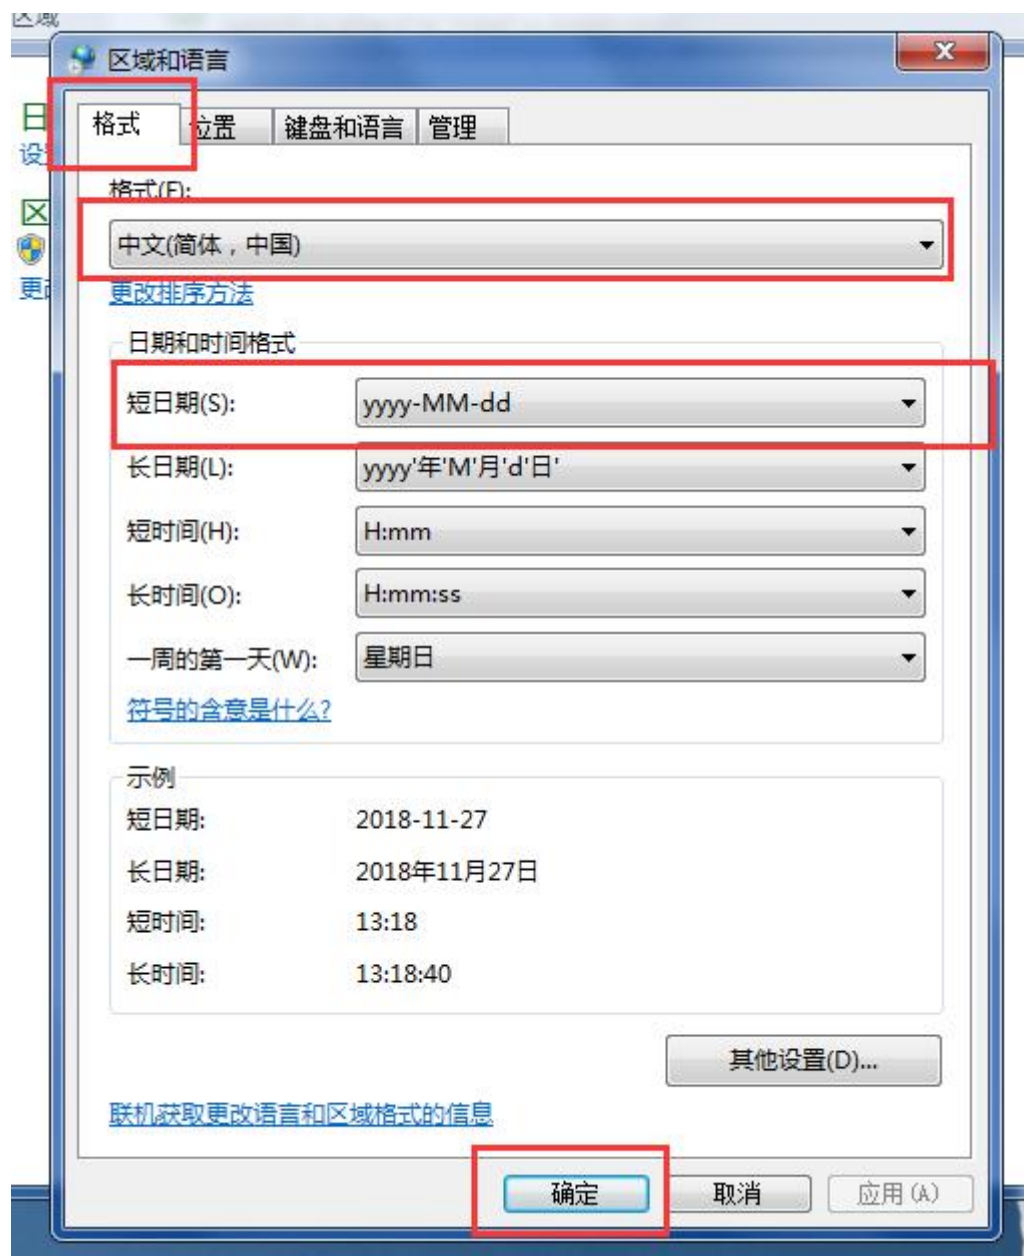 区域
区域和语言
X
格式
位置
键盘和语言
管理
日
设
区
更改
格式(F):
中文(简体，中国)
更改排序方法
日期和时间格式
短日期(S):
yyyy-MM-dd
长日期(L):
yyyy'年'M'月'd'日'
短时间(H):
H:mm
长时间(O):
H:mm:ss
一周的第一天(W):
星期日
符号的含意是什么?
示例
短日期:
2018-11-27
长日期:
2018年11月27日
短时间:
13:18
长时间:
13:18:40
其他设置(D)...
联机获取更改语言和区域格式的信息
确定
取消
应用(A)